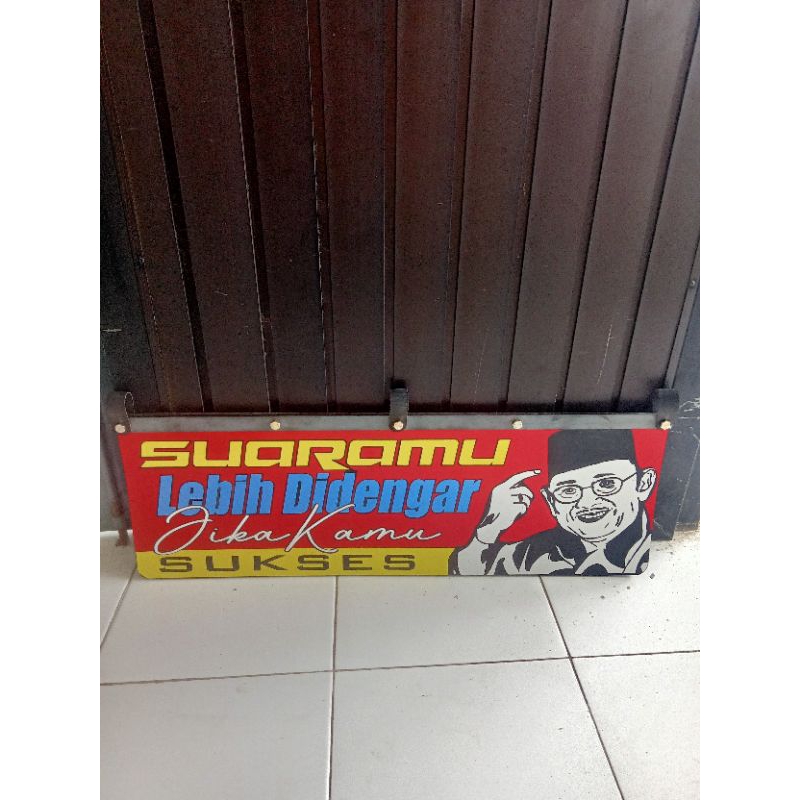 SUARAMU
Lebih Didengar
Jika Kamu
SUKSES